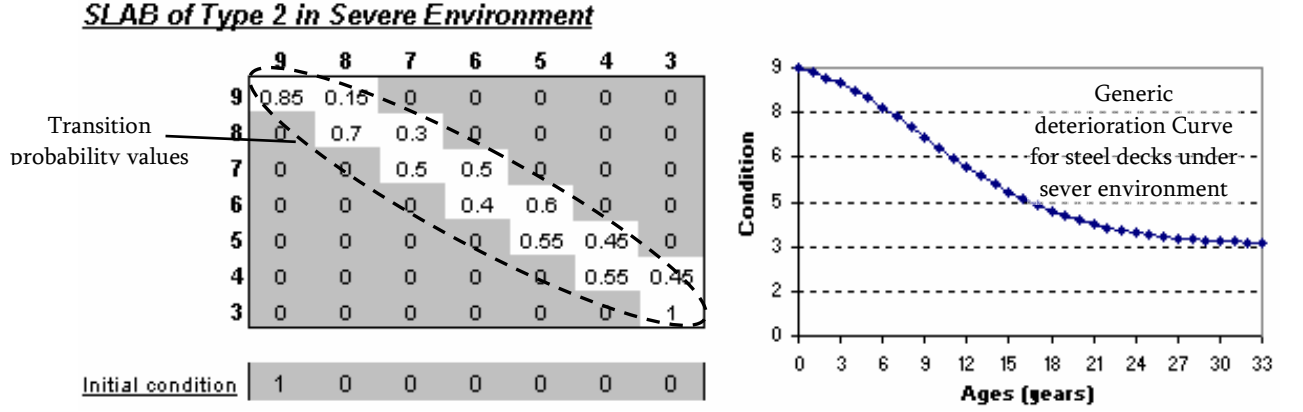 SLAB of Type 2 in Severe Environment
9 8 7 6 5 4 3
9 0.85 0.15 0 0 0 0 0
8 0 0.7 0.3 0 0 0 0
7 0 0 0.5 0.5 0 0 0
6 0 0 0 0.4 0.6 0 0
5 0 0 0 0 0.55 0.45 0
4 0 0 0 0 0 0.55 0.45
3 0 0 0 0 0 0 1
Transition
probability values
Initial condition 1 0 0 0 0 0 0
Generic
deterioration Curve
for steel decks under
sever environment
Condition
9
8
6
5
3
2
0
0 3 6 9 12 15 18 21 24 27 30 33
Ages (years)